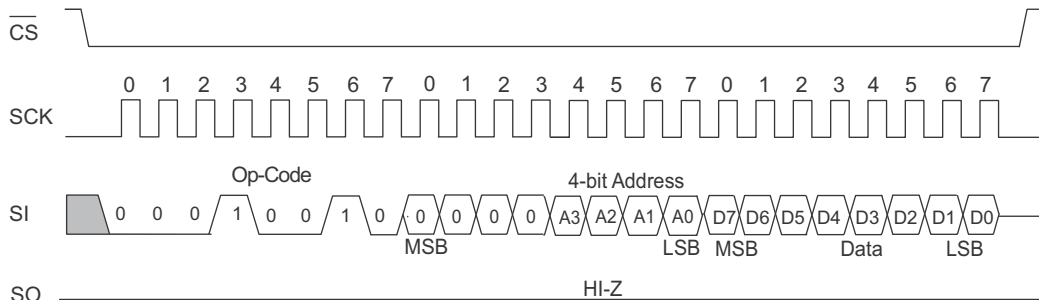 CS
0 1 2 3 4 5 6 7 0 1 2 3 4 5 6 7 0 1 2 3 4 5 6 7
SCK
Op-Code 4-bit Address
SI 0 0 0 1 0 0 1 0 0 0 0 0 A3 A2 A1 A0 D7 D6 D5 D4 D3 D2 D1 D0
MSB LSB MSB Data LSB
HI-Z
SO